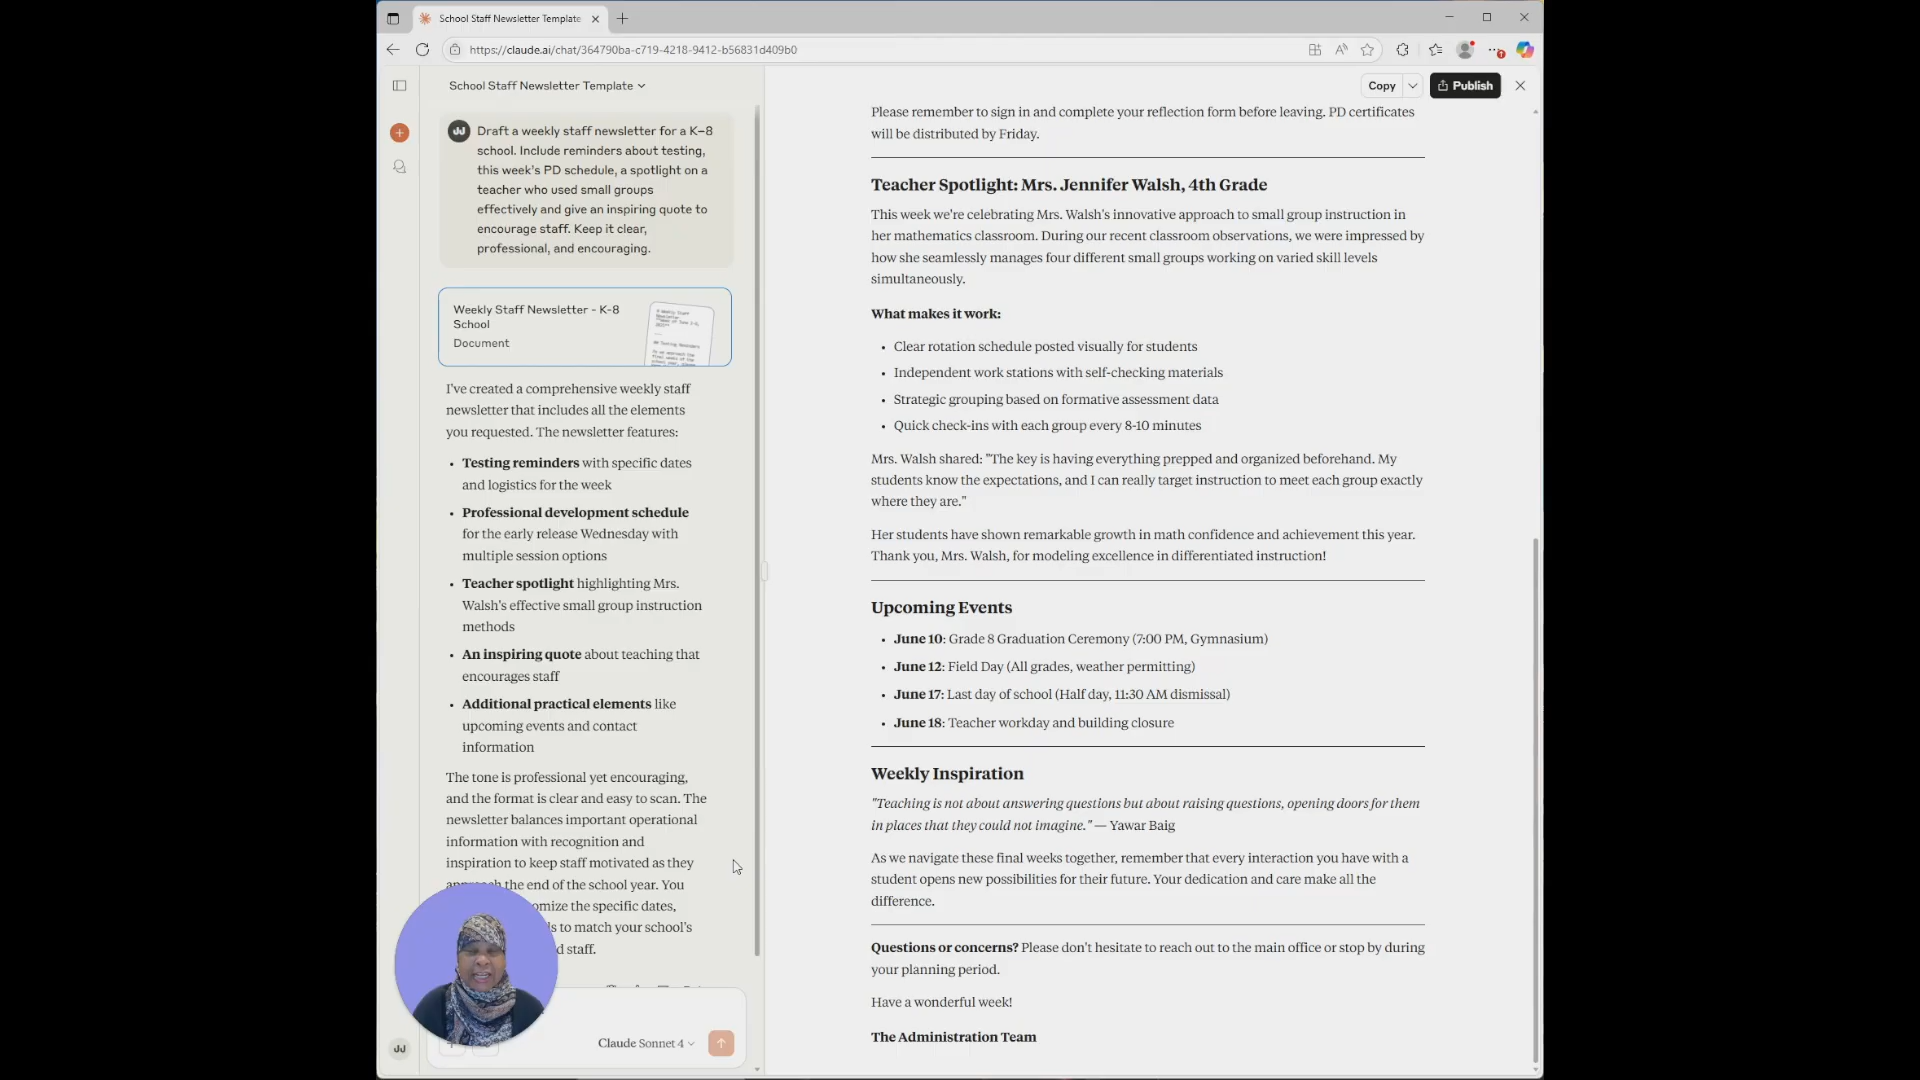 School Staff Newsletter Template
https://claude.ai/chat/364790ba-c719-4218-9412-b56831d409b0
School Staff Newsletter Template
JJ
Draft a weekly staff newsletter for a K–8
school. Include reminders about testing,
this week's PD schedule, a spotlight on a
teacher who used small groups
effectively and give an inspiring quote to
encourage staff. Keep it clear,
professional, and encouraging.
Weekly Staff Newsletter - K-8
School
Document
I've created a comprehensive weekly staff
newsletter that includes all the elements
you requested. The newsletter features:
• Testing reminders with specific dates
and logistics for the week
• Professional development schedule
for the early release Wednesday with
multiple session options
• Teacher spotlight highlighting Mrs.
Walsh's effective small group instruction
methods
• An inspiring quote about teaching that
encourages staff
• Additional practical elements like
upcoming events and contact
information
The tone is professional yet encouraging,
and the format is clear and easy to scan. The
newsletter balances important operational
information with recognition and
inspiration to keep staff motivated as they
the end of the school year. You
the specific dates,
to match your school's
staff.
Claude Sonnet 4
JJ
Copy
Publish
Please remember to sign in and complete your reflection form before leaving. PD certificates
will be distributed by Friday.
Teacher Spotlight: Mrs. Jennifer Walsh, 4th Grade
This week we're celebrating Mrs. Walsh's innovative approach to small group instruction in
her mathematics classroom. During our recent classroom observations, we were impressed by
how she seamlessly manages four different small groups working on varied skill levels
simultaneously.
What makes it work:
• Clear rotation schedule posted visually for students
• Independent work stations with self-checking materials
• Strategic grouping based on formative assessment data
• Quick check-ins with each group every 8-10 minutes
Mrs. Walsh shared: "The key is having everything prepped and organized beforehand. My
students know the expectations, and I can really target instruction to meet each group exactly
where they are."
Her students have shown remarkable growth in math confidence and achievement this year.
Thank you, Mrs. Walsh, for modeling excellence in differentiated instruction!
Upcoming Events
• June 10: Grade 8 Graduation Ceremony (7:00 PM, Gymnasium)
• June 12: Field Day (All grades, weather permitting)
• June 17: Last day of school (Half day, 11:30 AM dismissal)
• June 18: Teacher workday and building closure
Weekly Inspiration
"Teaching is not about answering questions but about raising questions, opening doors for them
in places that they could not imagine." — Yawar Baig
As we navigate these final weeks together, remember that every interaction you have with a
student opens new possibilities for their future. Your dedication and care make all the
difference.
Questions or concerns? Please don't hesitate to reach out to the main office or stop by during
your planning period.
Have a wonderful week!
The Administration Team